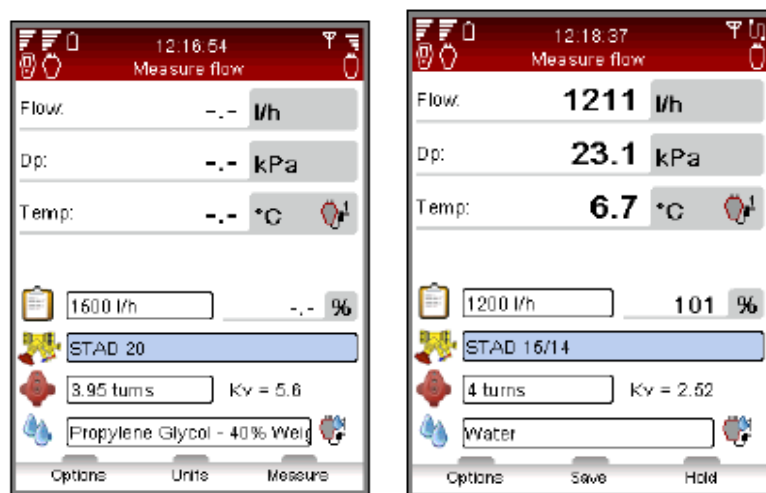 12:16:54
Measure flow
Flow: -.- l/h
Dp: -.- kPa
Temp: -.- °C 1
1600 l/h -.- %
STAD 20
3.95 turns Kv = 5.6
Propylene Glycol - 40% Weig
Options Units Measure
12:18:37
Measure flow
Flow: 1211 l/h
Dp: 23.1 kPa
Temp: 6.7 °C 1
1200 l/h 101 %
STAD 15/14
4 turns Kv = 2.52
Water
Options Save Hold